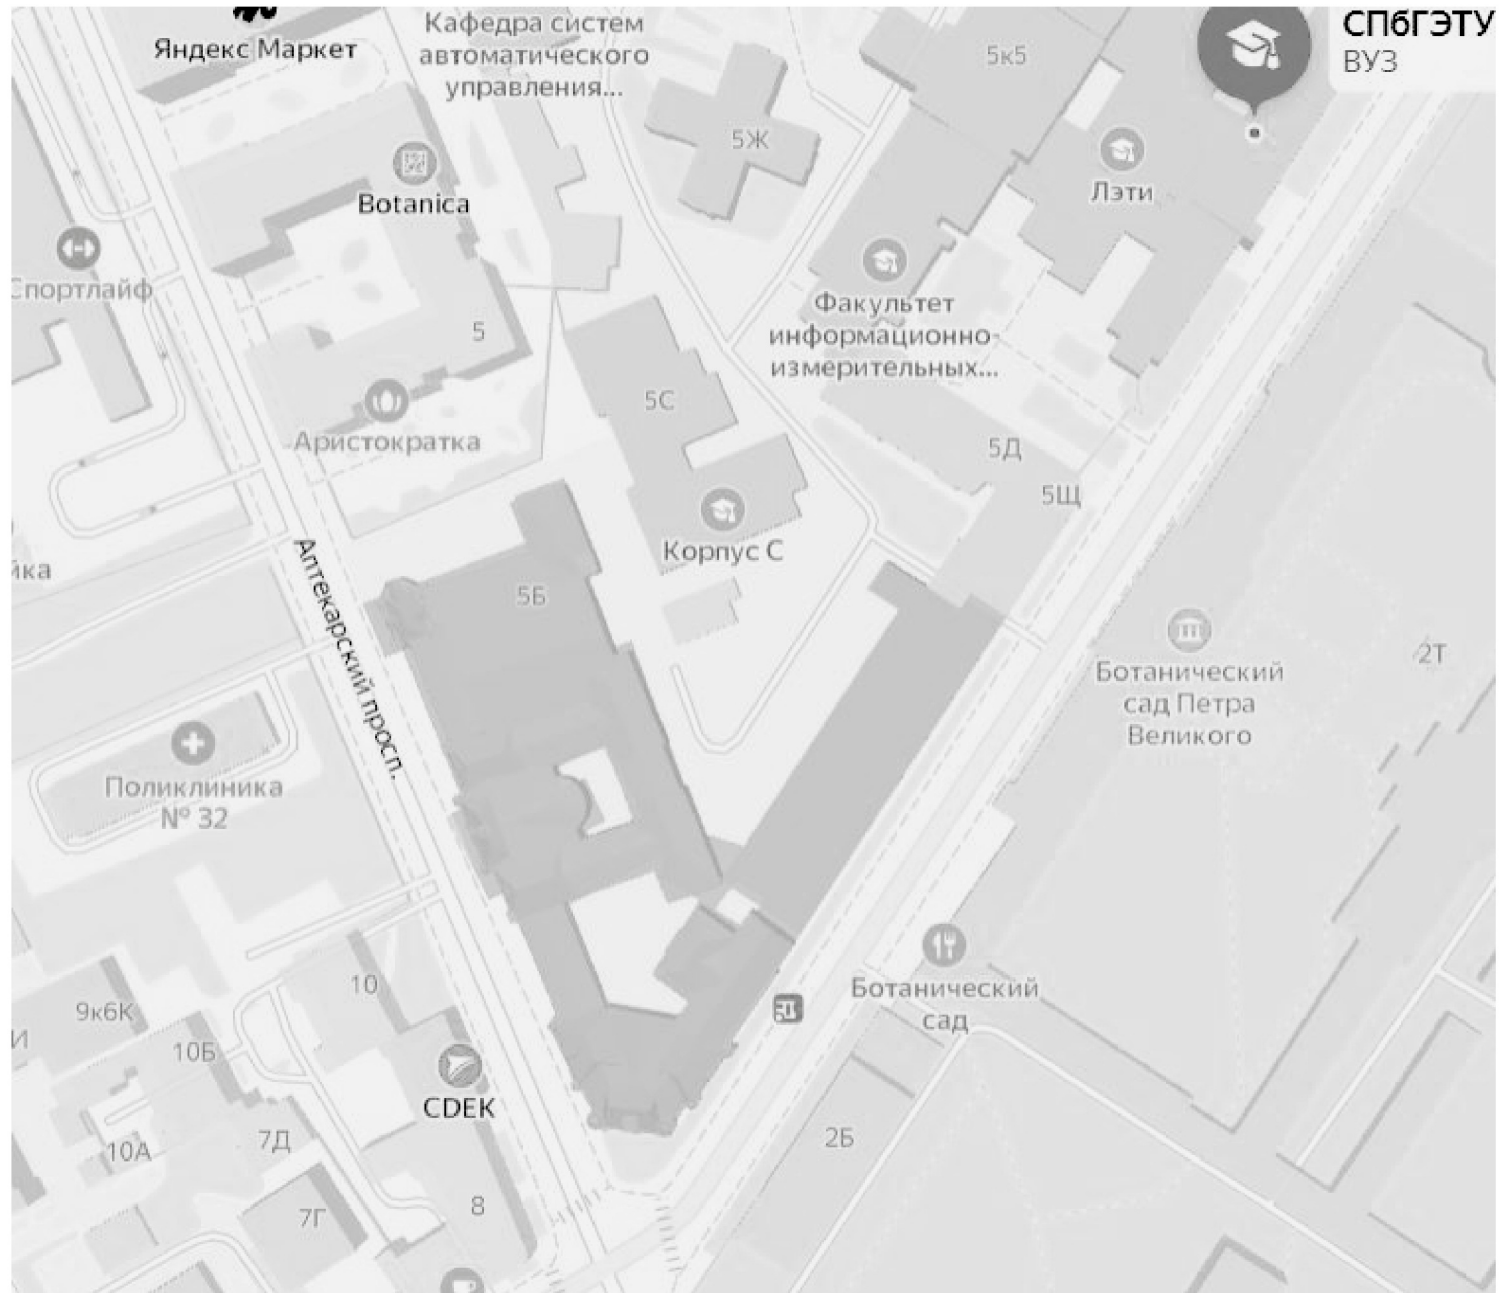 Кафедра систем
автоматического
управления...
Яндекс Маркет
5к5
СПбГЭТУ
ВУЗ
5Ж
Лэти
Botanica
Спортлайф
5
Факультет
информационно-
измерительных...
5С
Аристократка
5Д
5Щ
Корпус С
йка
5Б
Аптекарский просп.
2Т
Ботанический
сад Петра
Великого
Поликлиника
№ 32
10
Ботанический
сад
9к6К
И
10Б
CDEK
10А
7Д
2Б
8
7Г